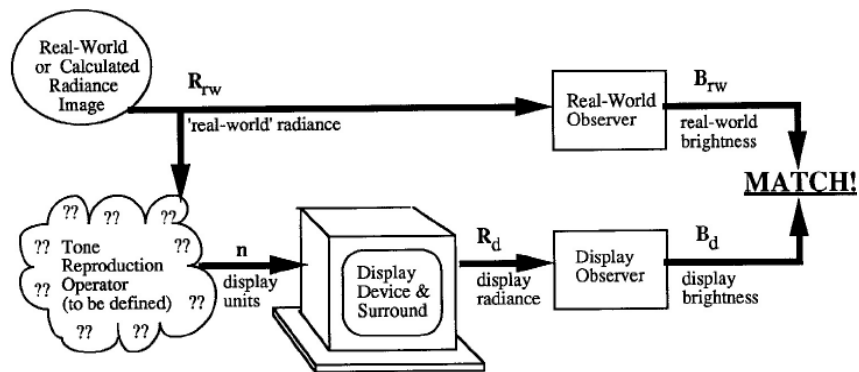 Real-World
or Calculated
Radiance
Image
R_rw
'real-world' radiance
Real-World
Observer
B_rw
real-world
brightness
MATCH!
?? ?? ??
?? Tone ??
Reproduction
?? Operator
(to be defined) ??
?? ?? ??
n
display
units
Display
Device &
Surround
R_d
display
radiance
Display
Observer
B_d
display
brightness